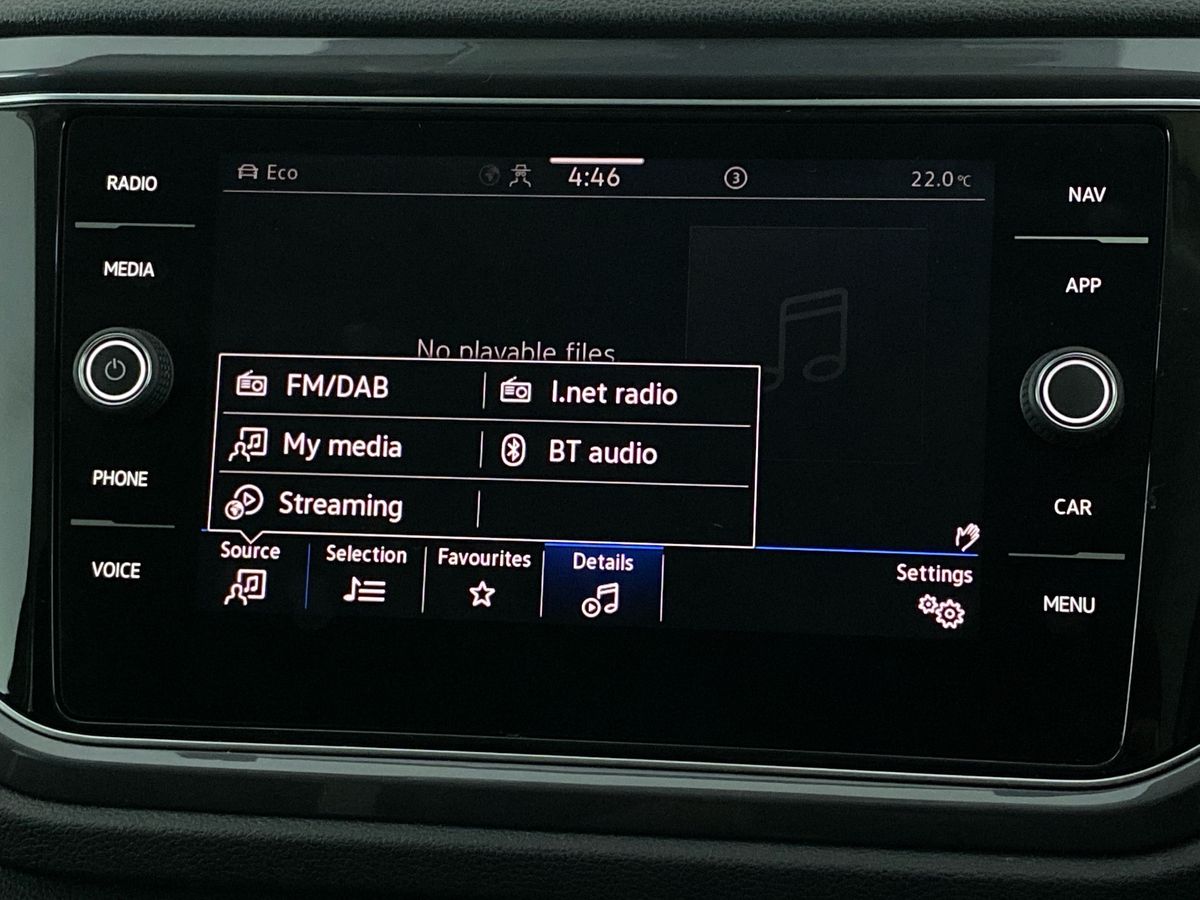 RADIO
MEDIA
PHONE
VOICE
Eco
4:46
3
22.0°C
No playable files
FM/DAB
I.net radio
My media
BT audio
Streaming
Source
Selection
Favourites
Details
Settings
NAV
APP
CAR
MENU